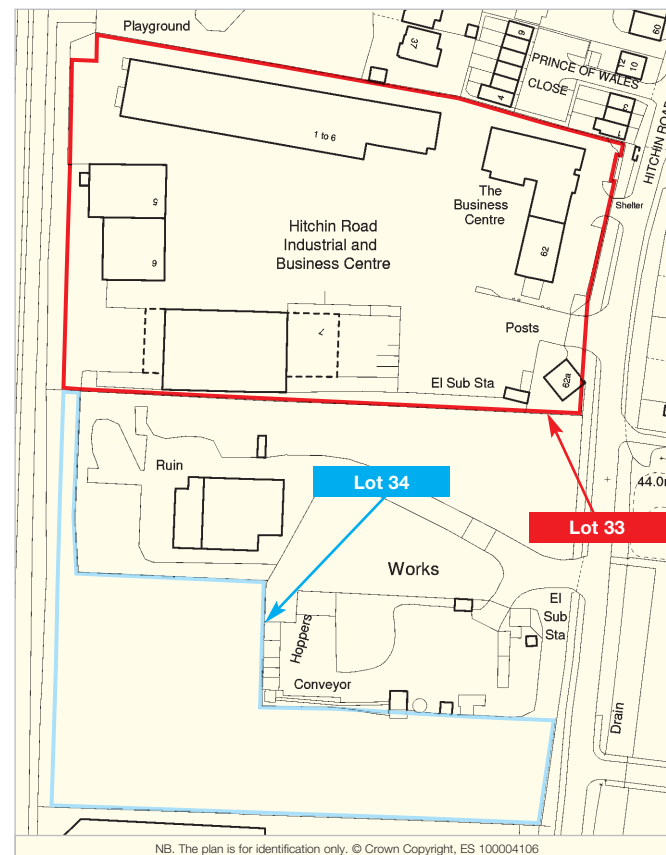 Playground
37
9
4
PRINCE OF WALES
CLOSE
12
10
60
2
1
HITCHIN ROAD
Shelter
1 to 6
The
Business
Centre
62
5
6
Hitchin Road
Industrial and
Business Centre
7
Posts
El Sub Sta
62a
Ruin
Lot 34
Lot 33
44.0m
Works
El
Sub
Sta
Hoppers
Conveyor
Drain
NB. The plan is for identification only. © Crown Copyright, ES 100004106